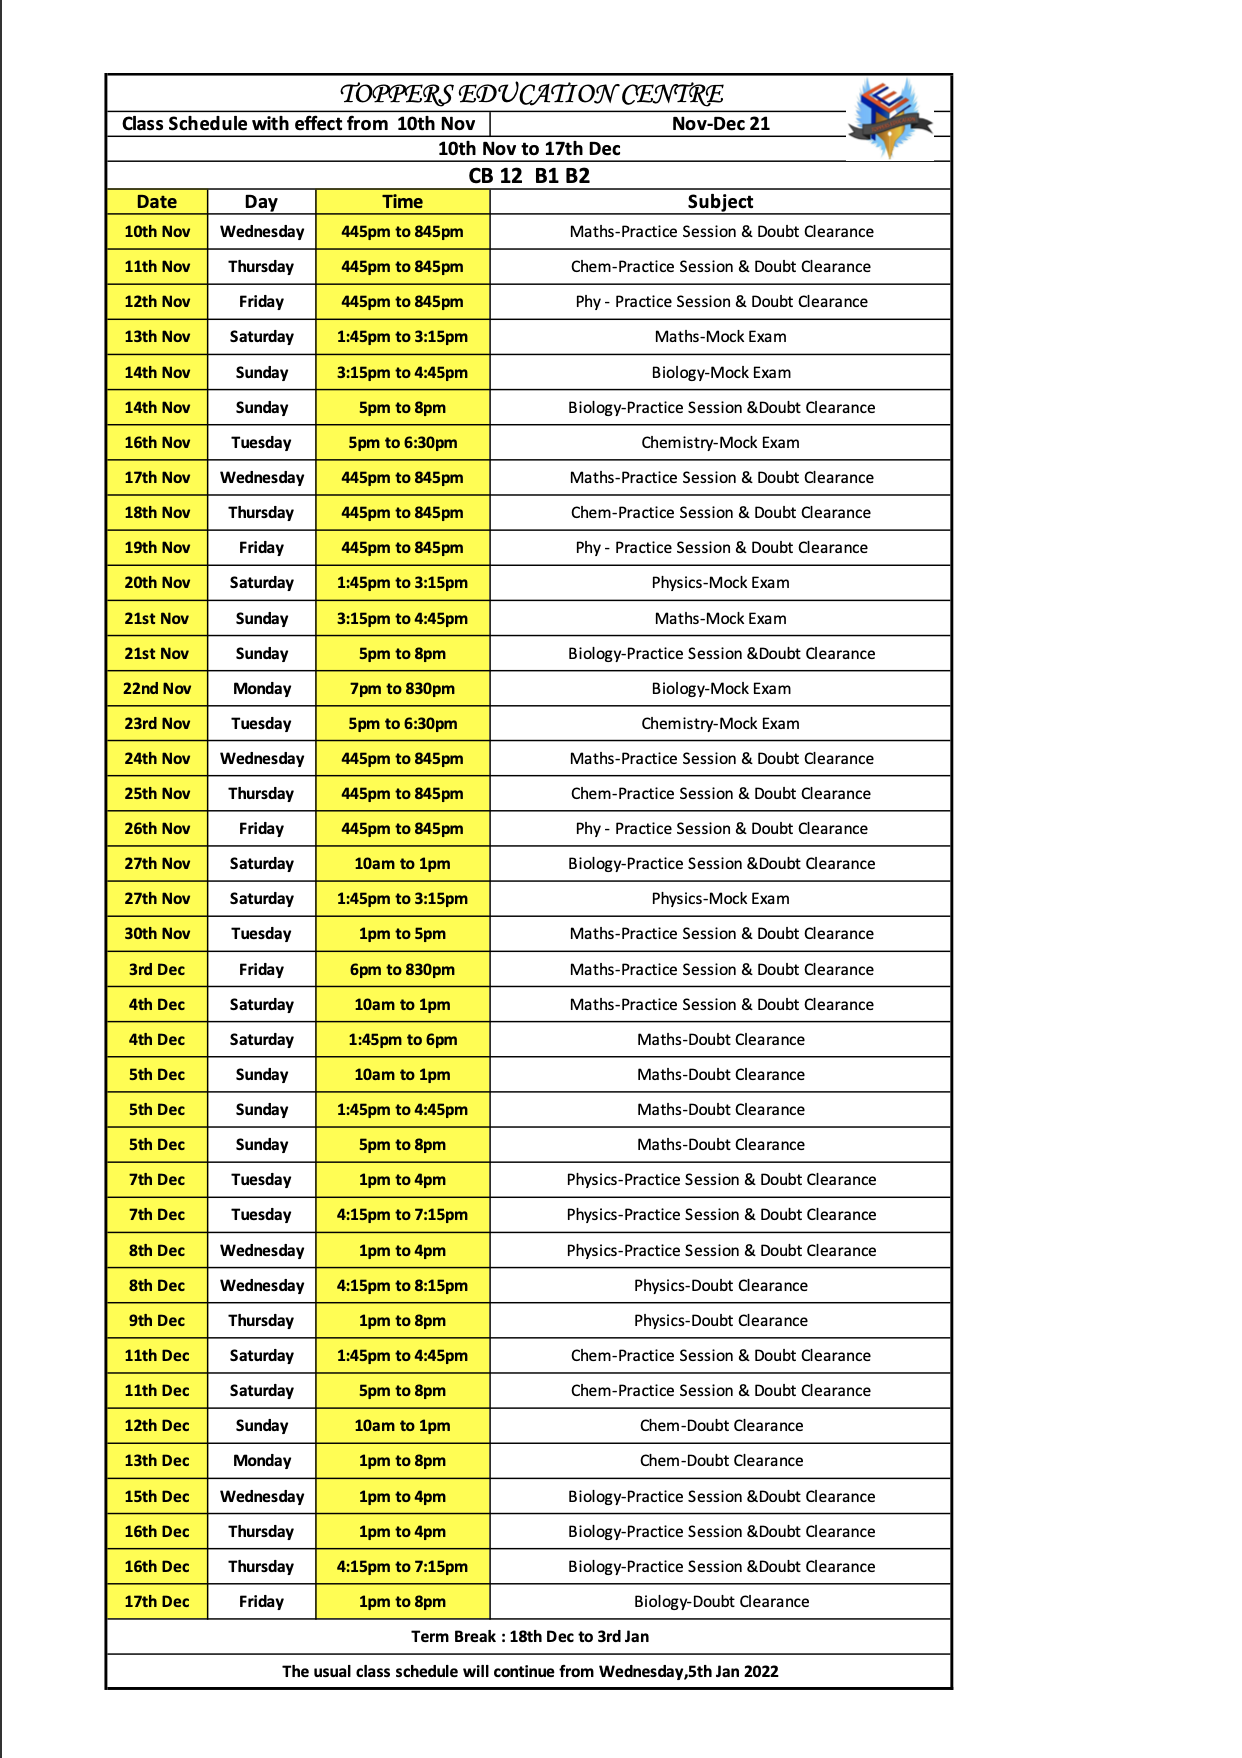 TOPPERS EDUCATION CENTRE
Class Schedule with effect from 10th Nov Nov-Dec 21
10th Nov to 17th Dec
CB 12 B1 B2
Date Day Time Subject
10th Nov Wednesday 445pm to 845pm Maths-Practice Session & Doubt Clearance
11th Nov Thursday 445pm to 845pm Chem-Practice Session & Doubt Clearance
12th Nov Friday 445pm to 845pm Phy - Practice Session & Doubt Clearance
13th Nov Saturday 1:45pm to 3:15pm Maths-Mock Exam
14th Nov Sunday 3:15pm to 4:45pm Biology-Mock Exam
14th Nov Sunday 5pm to 8pm Biology-Practice Session &Doubt Clearance
16th Nov Tuesday 5pm to 6:30pm Chemistry-Mock Exam
17th Nov Wednesday 445pm to 845pm Maths-Practice Session & Doubt Clearance
18th Nov Thursday 445pm to 845pm Chem-Practice Session & Doubt Clearance
19th Nov Friday 445pm to 845pm Phy - Practice Session & Doubt Clearance
20th Nov Saturday 1:45pm to 3:15pm Physics-Mock Exam
21st Nov Sunday 3:15pm to 4:45pm Maths-Mock Exam
21st Nov Sunday 5pm to 8pm Biology-Practice Session &Doubt Clearance
22nd Nov Monday 7pm to 830pm Biology-Mock Exam
23rd Nov Tuesday 5pm to 6:30pm Chemistry-Mock Exam
24th Nov Wednesday 445pm to 845pm Maths-Practice Session & Doubt Clearance
25th Nov Thursday 445pm to 845pm Chem-Practice Session & Doubt Clearance
26th Nov Friday 445pm to 845pm Phy - Practice Session & Doubt Clearance
27th Nov Saturday 10am to 1pm Biology-Practice Session &Doubt Clearance
27th Nov Saturday 1:45pm to 3:15pm Physics-Mock Exam
30th Nov Tuesday 1pm to 5pm Maths-Practice Session & Doubt Clearance
3rd Dec Friday 6pm to 830pm Maths-Practice Session & Doubt Clearance
4th Dec Saturday 10am to 1pm Maths-Practice Session & Doubt Clearance
4th Dec Saturday 1:45pm to 6pm Maths-Doubt Clearance
5th Dec Sunday 10am to 1pm Maths-Doubt Clearance
5th Dec Sunday 1:45pm to 4:45pm Maths-Doubt Clearance
5th Dec Sunday 5pm to 8pm Maths-Doubt Clearance
7th Dec Tuesday 1pm to 4pm Physics-Practice Session & Doubt Clearance
7th Dec Tuesday 4:15pm to 7:15pm Physics-Practice Session & Doubt Clearance
8th Dec Wednesday 1pm to 4pm Physics-Practice Session & Doubt Clearance
8th Dec Wednesday 4:15pm to 8:15pm Physics-Doubt Clearance
9th Dec Thursday 1pm to 8pm Physics-Doubt Clearance
11th Dec Saturday 1:45pm to 4:45pm Chem-Practice Session & Doubt Clearance
11th Dec Saturday 5pm to 8pm Chem-Practice Session & Doubt Clearance
12th Dec Sunday 10am to 1pm Chem-Doubt Clearance
13th Dec Monday 1pm to 8pm Chem-Doubt Clearance
15th Dec Wednesday 1pm to 4pm Biology-Practice Session &Doubt Clearance
16th Dec Thursday 1pm to 4pm Biology-Practice Session &Doubt Clearance
16th Dec Thursday 4:15pm to 7:15pm Biology-Practice Session &Doubt Clearance
17th Dec Friday 1pm to 8pm Biology-Doubt Clearance
Term Break : 18th Dec to 3rd Jan
The usual class schedule will continue from Wednesday,5th Jan 2022